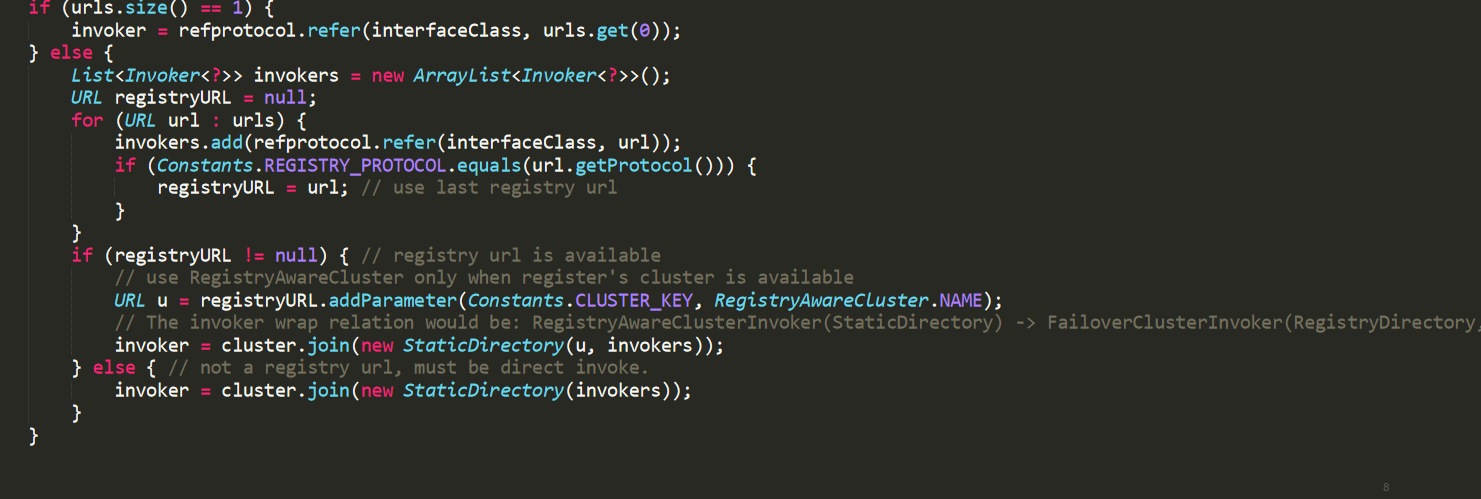 if (urls.size() == 1) {
invoker = refprotocol.refer(interfaceClass, urls.get(0));
} else {
List<Invoker<?>> invokers = new ArrayList<Invoker<?>>();
URL registryURL = null;
for (URL url : urls) {
invokers.add(refprotocol.refer(interfaceClass, url));
if (Constants.REGISTRY_PROTOCOL.equals(url.getProtocol())) {
registryURL = url; // use last registry url
}
}
if (registryURL != null) { // registry url is available
// use RegistryAwareCluster only when register's cluster is available
URL u = registryURL.addParameter(Constants.CLUSTER_KEY, RegistryAwareCluster.NAME);
// The invoker wrap relation would be: RegistryAwareClusterInvoker(StaticDirectory) -> FailoverClusterInvoker(RegistryDirectory,
invoker = cluster.join(new StaticDirectory(u, invokers));
} else { // not a registry url, must be direct invoke.
invoker = cluster.join(new StaticDirectory(invokers));
}
}
8